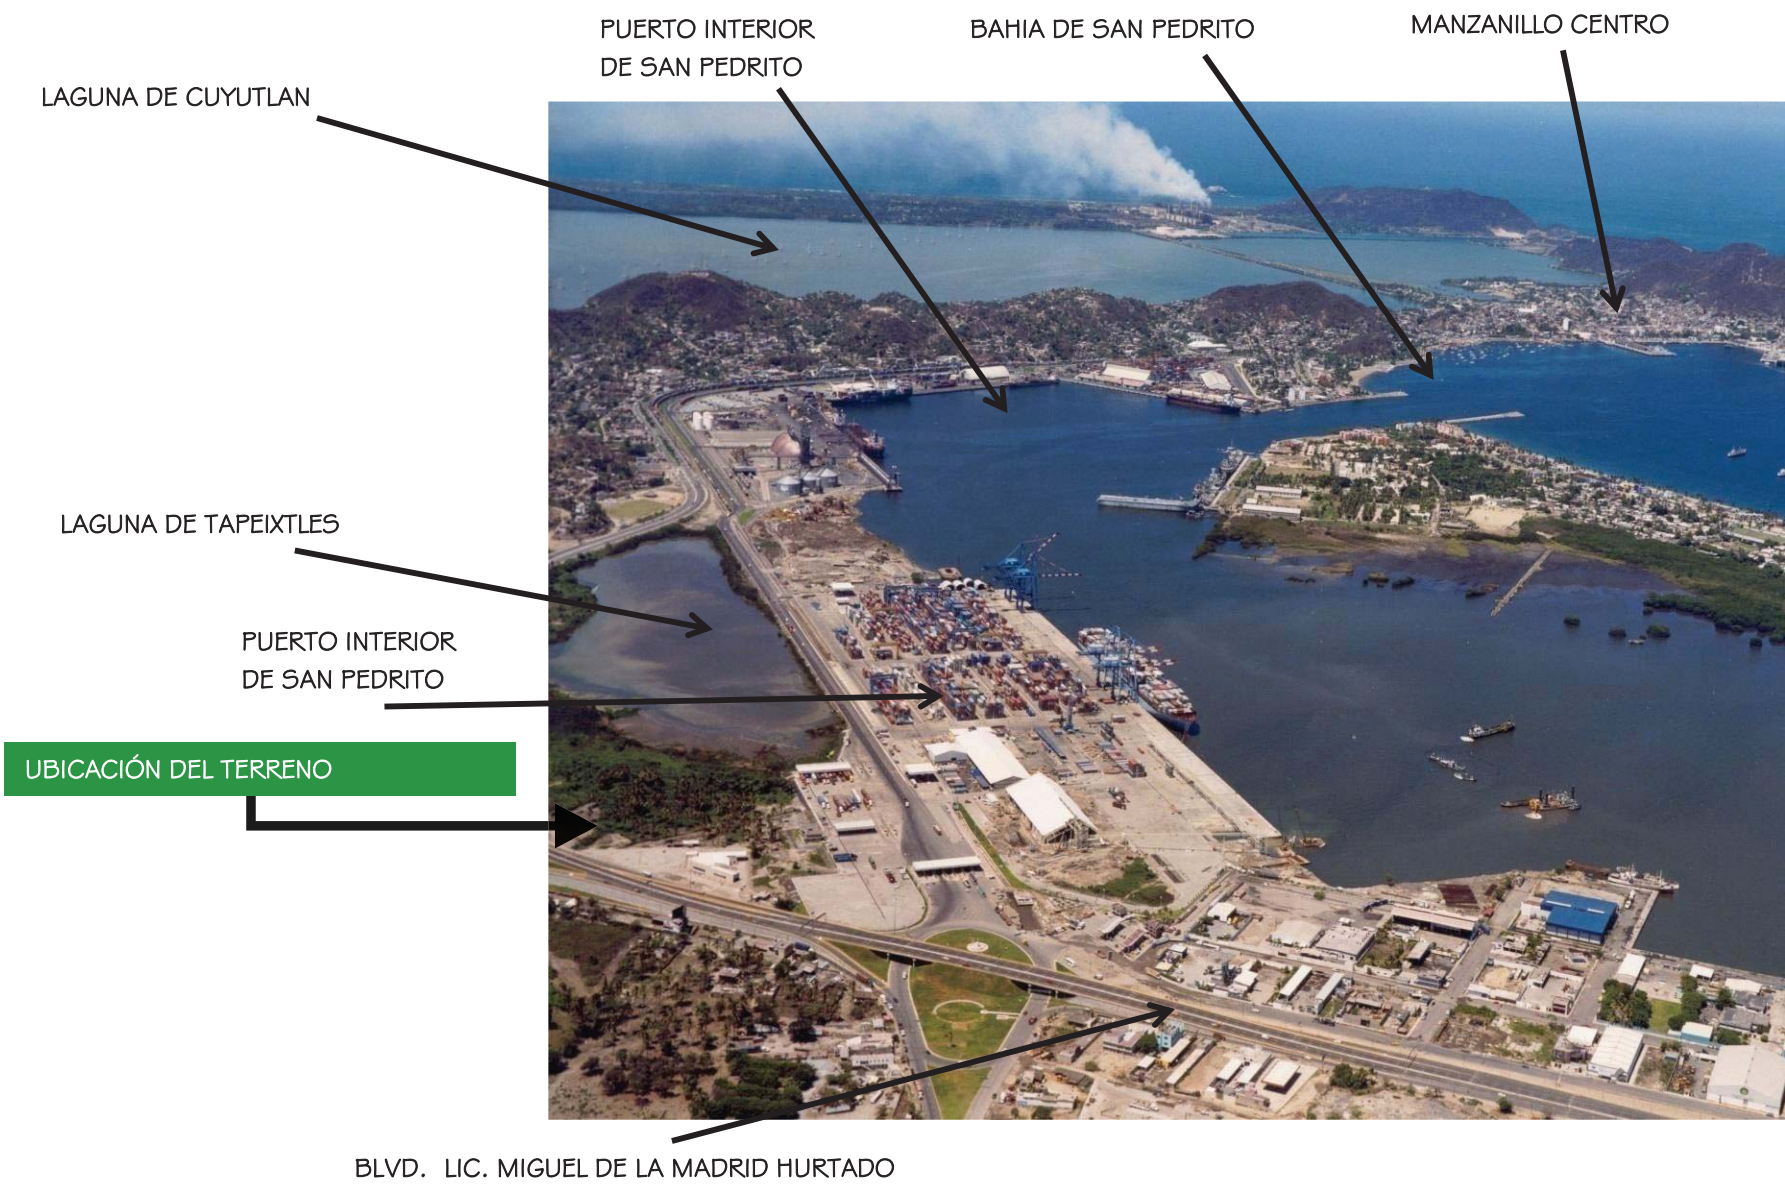 PUERTO INTERIOR
DE SAN PEDRITO
BAHIA DE SAN PEDRITO
MANZANILLO CENTRO
LAGUNA DE CUYUTLAN
LAGUNA DE TAPEIXTLES
PUERTO INTERIOR
DE SAN PEDRITO
UBICACIÓN DEL TERRENO
BLVD. LIC. MIGUEL DE LA MADRID HURTADO